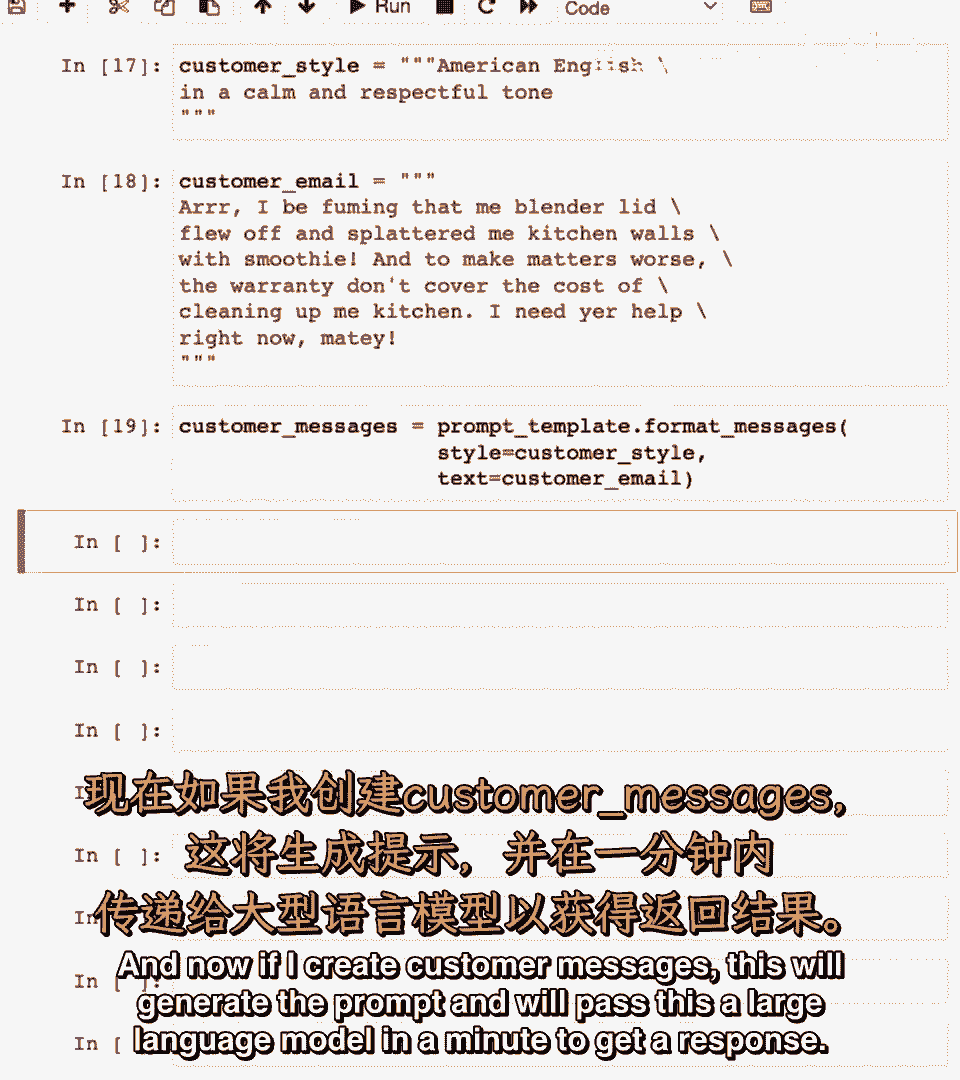 Run
Code
In [17]: customer_style = """American English \
in a calm and respectful tone
"""
In [18]: customer_email = """
Arrr, I be fuming that me blender lid \
flew off and splattered me kitchen walls \
with smoothie! And to make matters worse, \
the warranty don't cover the cost of \
cleaning up me kitchen. I need yer help \
right now, matey!
"""
In [19]: customer_messages = prompt_template.format_messages(
style=customer_style,
text=customer_email)
In [ ]:
In [ ]:
In [ ]:
In [ ]:
现在如果我创建customer_messages,
In [ ]:
这将生成提示，并在一分钟内
传递给大型语言模型以获得返回结果。
And now if I create customer messages, this will
In [ ]:
generate the prompt and will pass this a large
In [
language model in a minute to get a response.